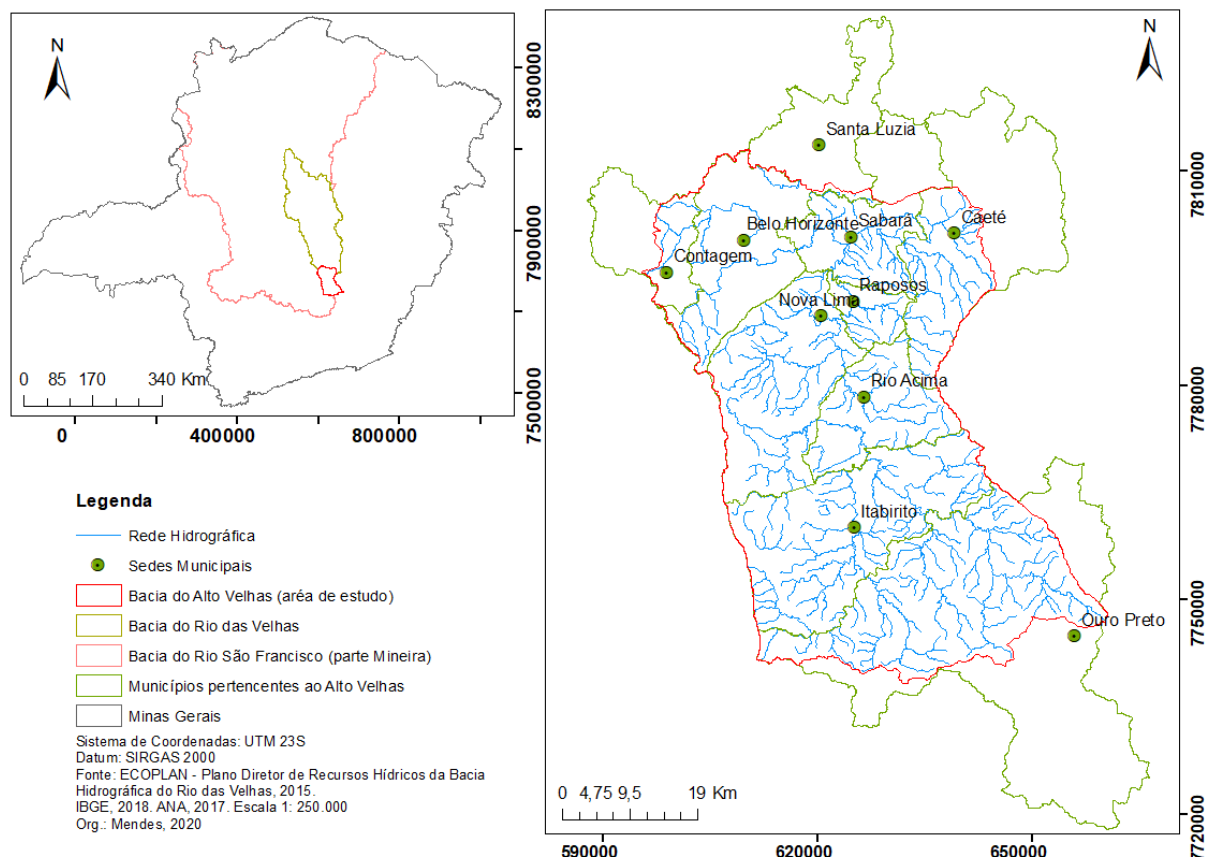 N
8300000
7900000
7500000
0 85 170 340 Km
0 400000 800000
Legenda
Rede Hidrográfica
Sedes Municipais
Bacia do Alto Velhas (aréa de estudo)
Bacia do Rio das Velhas
Bacia do Rio São Francisco (parte Mineira)
Municípios pertencentes ao Alto Velhas
Minas Gerais
Sistema de Coordenadas: UTM 23S
Datum: SIRGAS 2000
Fonte: ECOPLAN - Plano Diretor de Recursos Hídricos da Bacia
Hidrográfica do Rio das Velhas, 2015.
IBGE, 2018. ANA, 2017. Escala 1: 250.000
Org.: Mendes, 2020
N
Santa Luzia
Belo Horizonte
Sabará
Caeté
Contagem
Raposos
Nova Lima
Rio Acima
Itabirito
Ouro Preto
7810000
7780000
7750000
7720000
0 4,75 9,5 19 Km
590000 620000 650000